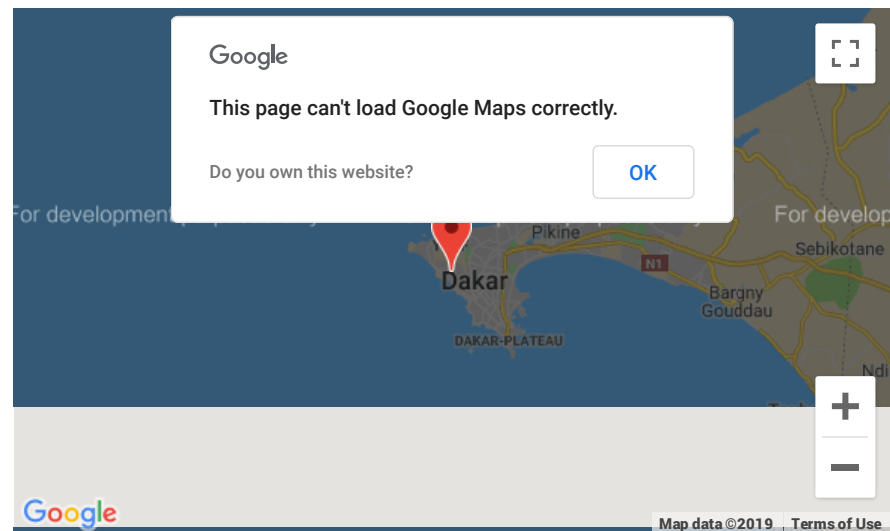 Google
This page can't load Google Maps correctly.
Do you own this website?
OK
For development
For develop
Pikine
Sebikotane
N1
Dakar
Bargny
Gouddau
DAKAR-PLATEAU
Ndi
Google
Map data ©2019
Terms of Use